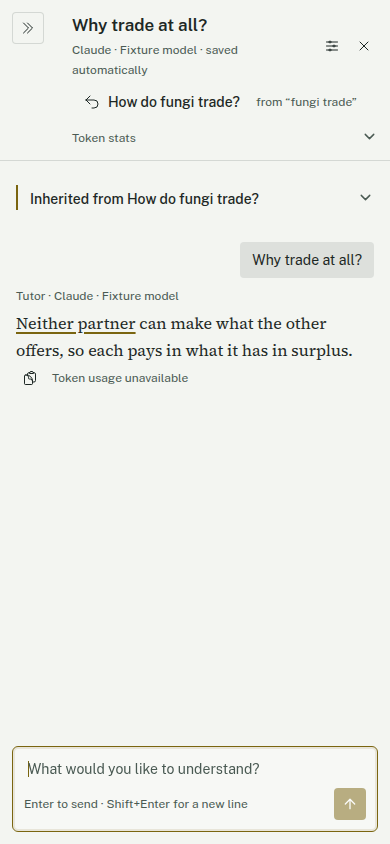 Why trade at all?
Claude · Fixture model · saved
automatically
How do fungi trade? from “fungi trade”
Token stats
Inherited from How do fungi trade?
Why trade at all?
Tutor · Claude · Fixture model
Neither partner can make what the other
offers, so each pays in what it has in surplus.
Token usage unavailable
What would you like to understand?
Enter to send · Shift+Enter for a new line